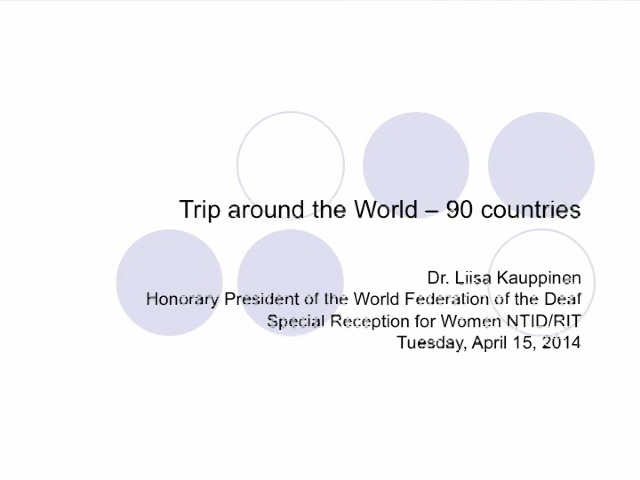 Trip around the World – 90 countries
Dr. Liisa Kauppinen
Honorary President of the World Federation of the Deaf
Special Reception for Women NTID/RIT
Tuesday, April 15, 2014